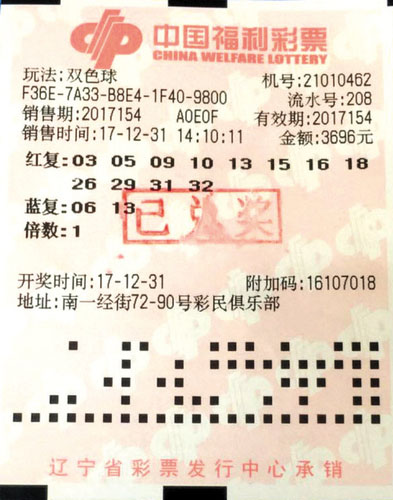 中国福利彩票
CHINA WELFARE LOTTERY
玩法:双色球 机号:21010462
F36E-7A33-B8E4-1F40-9800 流水号:208
销售期:2017154 A0E0F 有效期:2017154
销售时间:17-12-31 14:10:11 金额:3696元
红复:03 05 09 10 13 15 16 18
26 29 31 32
蓝复:06 13
已兑奖
倍数:1
开奖时间:17-12-31 附加码:16107018
地址:南一经街72-90号彩民俱乐部
辽宁省彩票发行中心承销